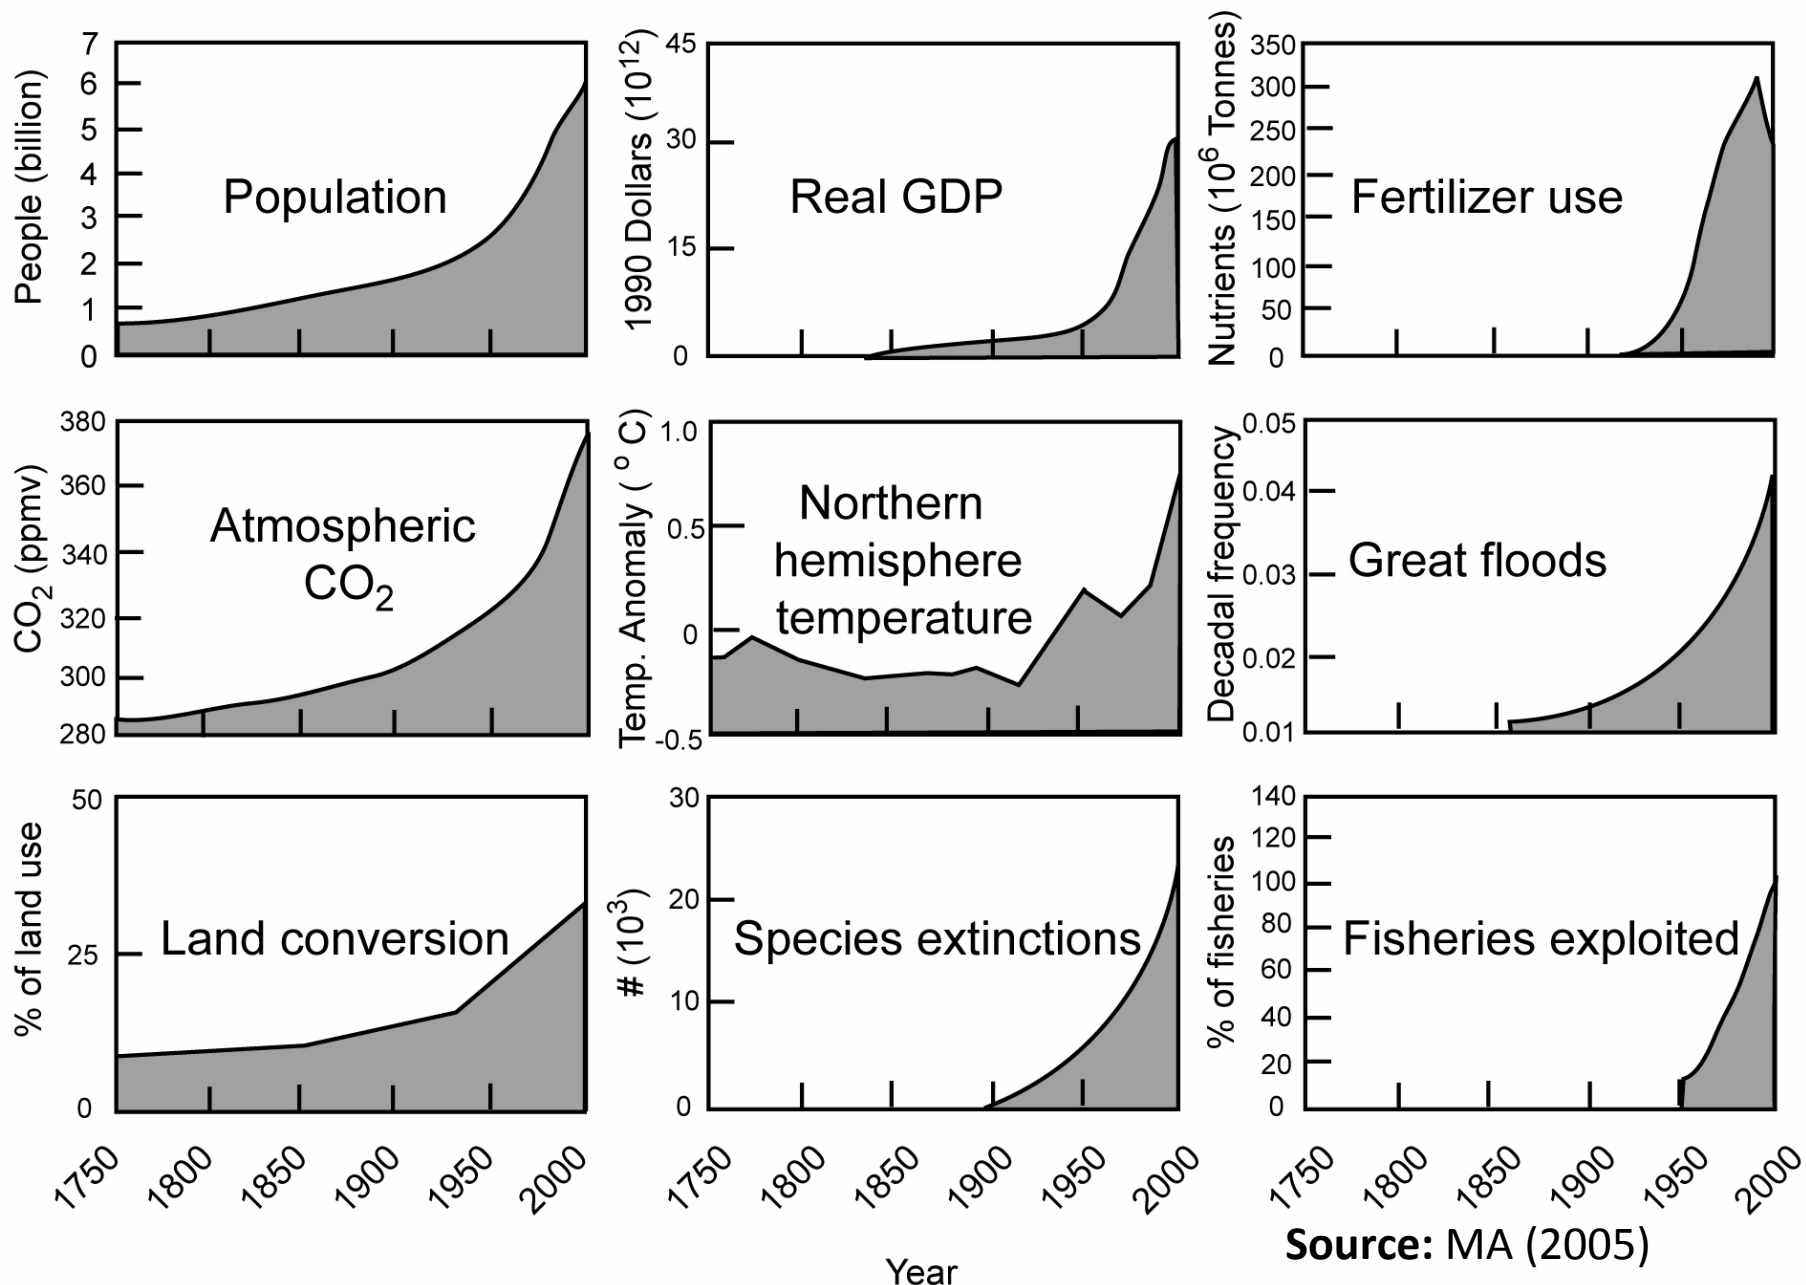 People (billion)
7
6
5
4
3
2
1
0
Population
1990 Dollars (10¹²)
45
30
15
0
Real GDP
Nutrients (10⁶ Tonnes)
350
300
250
200
150
100
50
0
Fertilizer use
CO₂ (ppmv)
380
360
340
320
300
280
Atmospheric
CO₂
Temp. Anomaly (° C)
1.0
0.5
0
-0.5
Northern
hemisphere
temperature
Decadal frequency
0.05
0.04
0.03
0.02
0.01
Great floods
% of land use
50
25
0
Land conversion
1750 1800 1850 1900 1950 2000
# (10³)
30
20
10
0
Species extinctions
1750 1800 1850 1900 1950 2000
% of fisheries
140
120
100
80
60
40
20
0
Fisheries exploited
1750 1800 1850 1900 1950 2000
Year
Source: MA (2005)